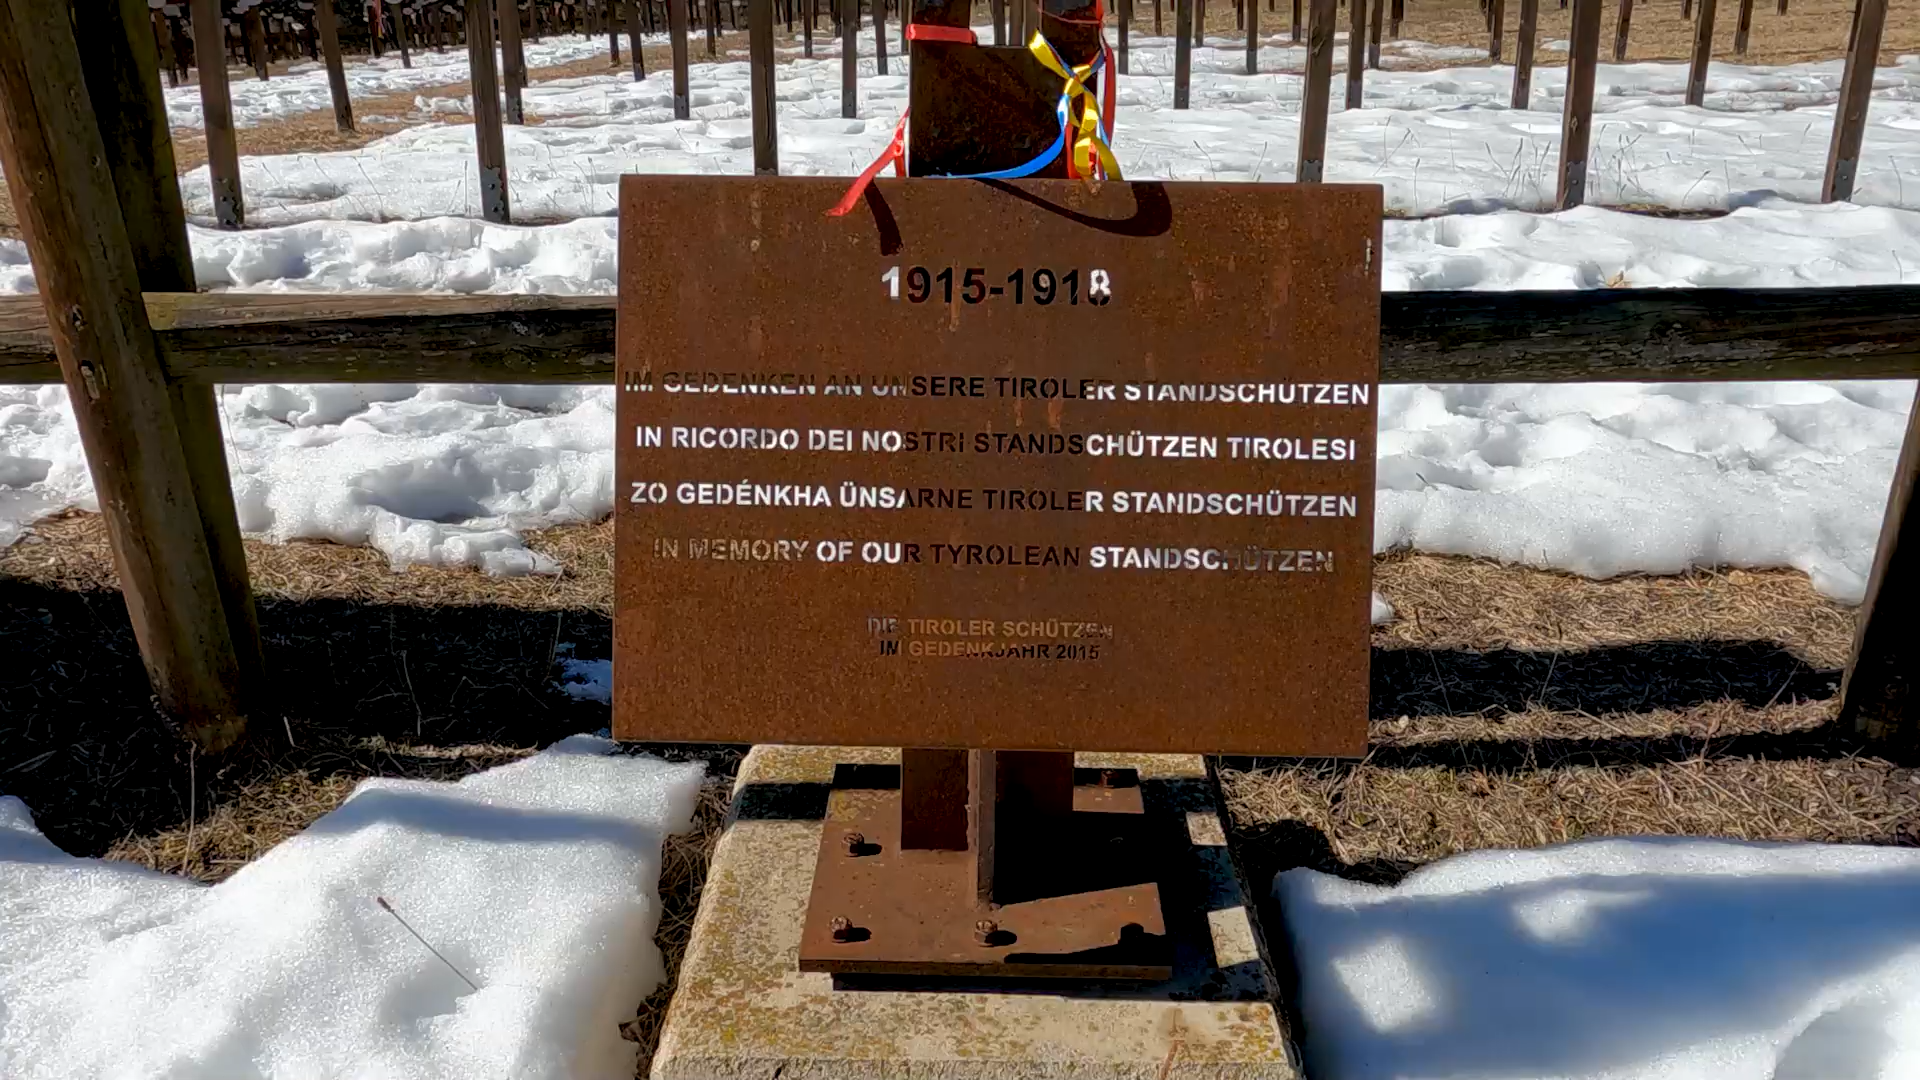 1915-1918
IM GEDENKEN AN UNSERE TIROLER STANDSCHÜTZEN
IN RICORDO DEI NOSTRI STANDSCHÜTZEN TIROLESI
ZO GEDÉNKHA ÜNSARNE TIROLER STANDSCHÜTZEN
IN MEMORY OF OUR TYROLEAN STANDSCHÜTZEN
DIE TIROLER SCHÜTZEN
IM GEDENKJAHR 2015